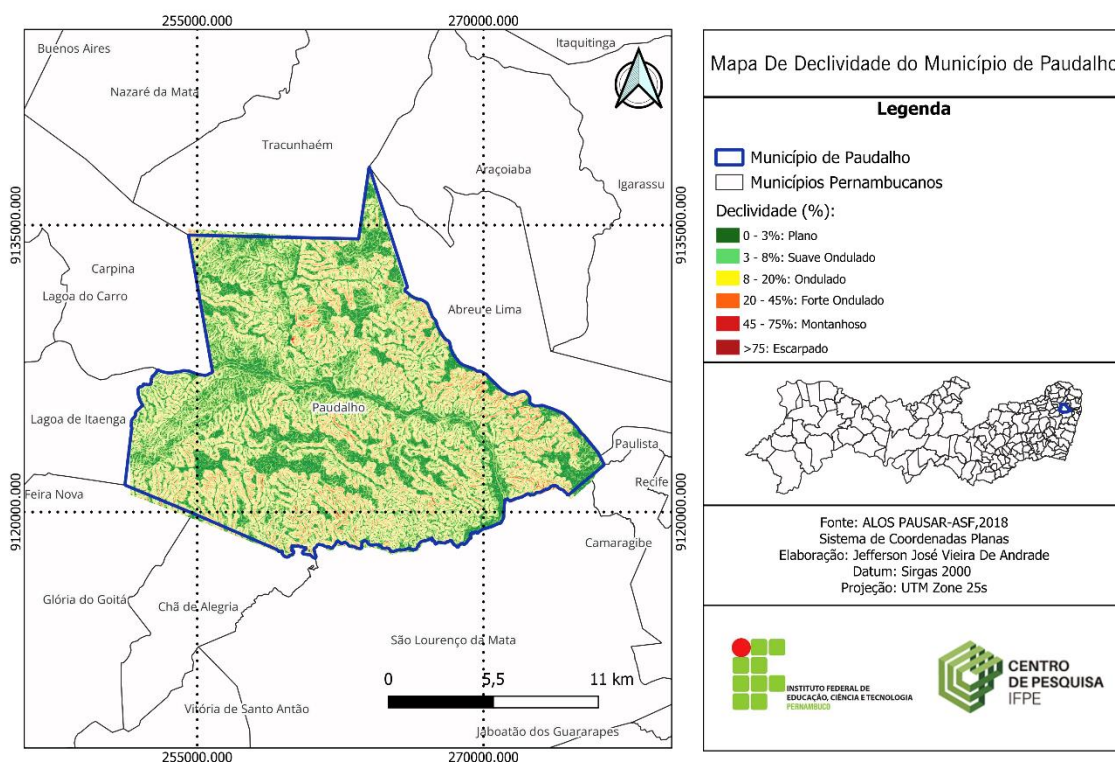 255000.000
270000.000
Buenos Aires
Itaquitinga
Nazaré da Mata
Tracunhaém
Araçoiaba
Igarassu
9135000.000
9135000.000
Carpina
Lagoa do Carro
Abreu e Lima
Paudalho
Lagoa de Itaenga
Paulista
Feira Nova
Recife
9120000.000
9120000.000
Camaragibe
Glória do Goitá
Chã de Alegria
São Lourenço da Mata
0
5,5
11 km
Vitória de Santo Antão
Jaboatão dos Guararapes
255000.000
270000.000
Mapa De Declividade do Município de Paudalho
Legenda
Município de Paudalho
Municípios Pernambucanos
Declividade (%):
0 - 3%: Plano
3 - 8%: Suave Ondulado
8 - 20%: Ondulado
20 - 45%: Forte Ondulado
45 - 75%: Montanhoso
>75: Escarpado
Fonte: ALOS PAUSAR-ASF,2018
Sistema de Coordenadas Planas
Elaboração: Jefferson José Vieira De Andrade
Datum: Sirgas 2000
Projeção: UTM Zone 25s
INSTITUTO FEDERAL DE
EDUCAÇÃO, CIÊNCIA E TECNOLOGIA
PERNAMBUCO
CENTRO
DE PESQUISA
IFPE